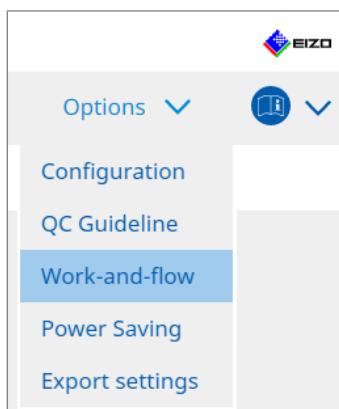 EIZO
Options
Configuration
QC Guideline
Work-and-flow
Power Saving
Export settings